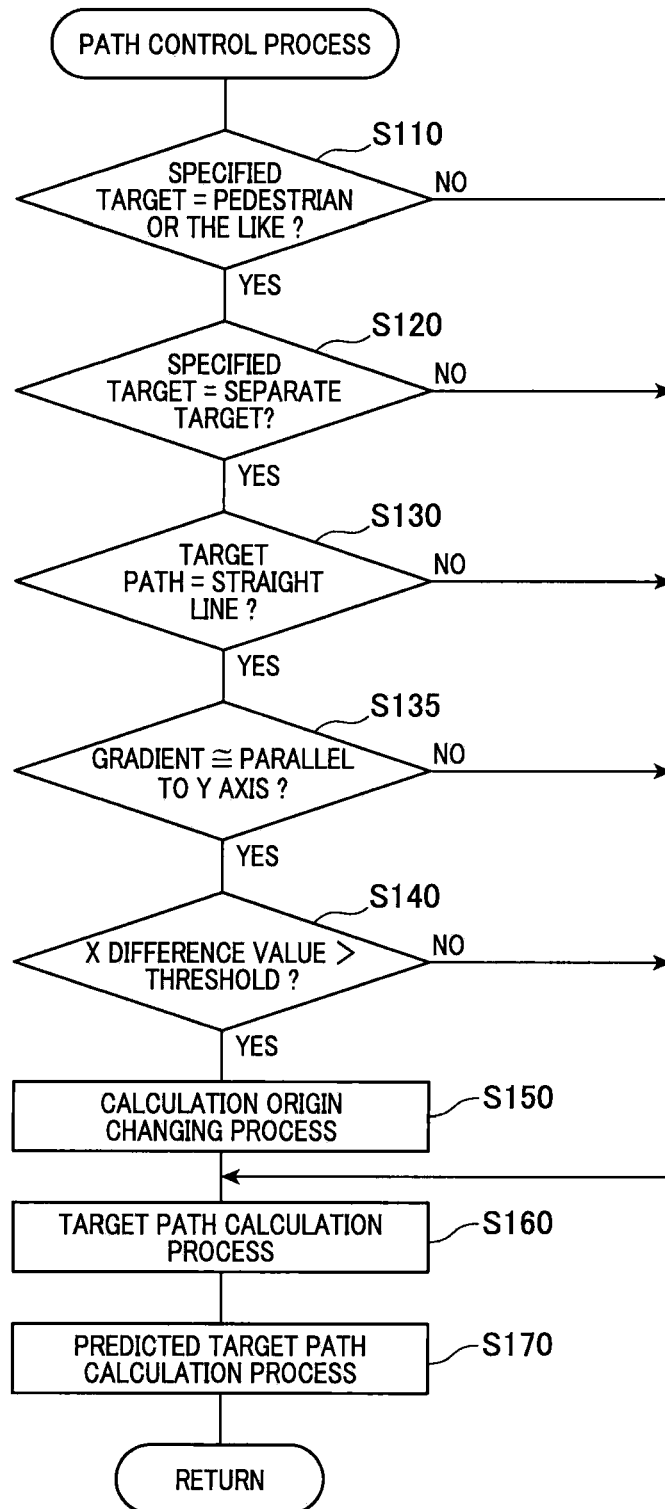 PATH CONTROL PROCESS
S110
SPECIFIED
TARGET = PEDESTRIAN
OR THE LIKE ?
NO
YES
S120
SPECIFIED
TARGET = SEPARATE
TARGET?
NO
YES
S130
TARGET
PATH = STRAIGHT
LINE ?
NO
YES
S135
GRADIENT ≅ PARALLEL
TO Y AXIS ?
NO
YES
S140
X DIFFERENCE VALUE >
THRESHOLD ?
NO
YES
CALCULATION ORIGIN
CHANGING PROCESS
S150
TARGET PATH CALCULATION
PROCESS
S160
PREDICTED TARGET PATH
CALCULATION PROCESS
S170
RETURN